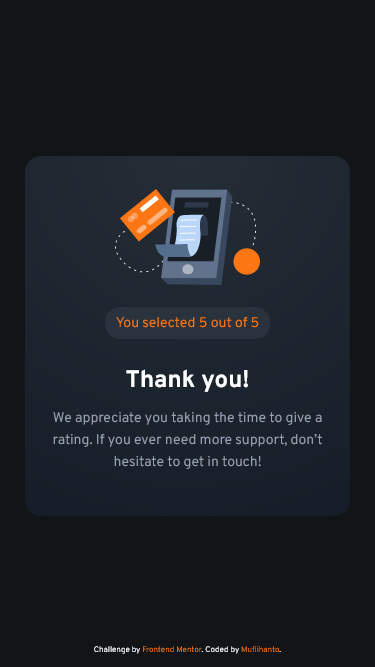 You selected 5 out of 5
Thank you!
We appreciate you taking the time to give a
rating. If you ever need more support, don’t
hesitate to get in touch!
Challenge by Frontend Mentor. Coded by Muflihanto.